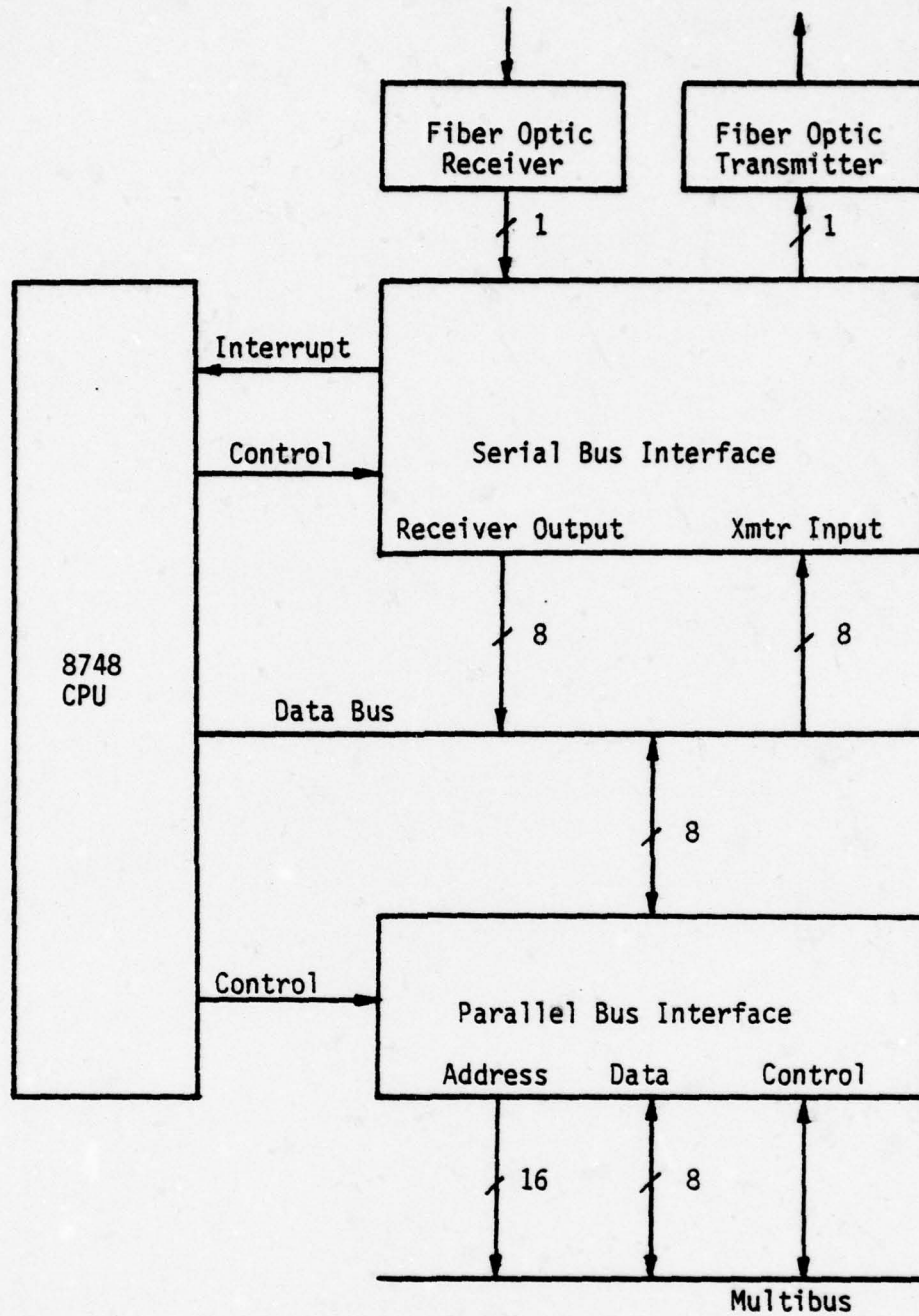 Fiber Optic
Receiver
Fiber Optic
Transmitter
1
1
Interrupt
Control
Serial Bus Interface
Receiver Output
Xmtr Input
8
8
8748
CPU
Data Bus
8
Control
Parallel Bus Interface
Address
Data
Control
16
8
Multibus